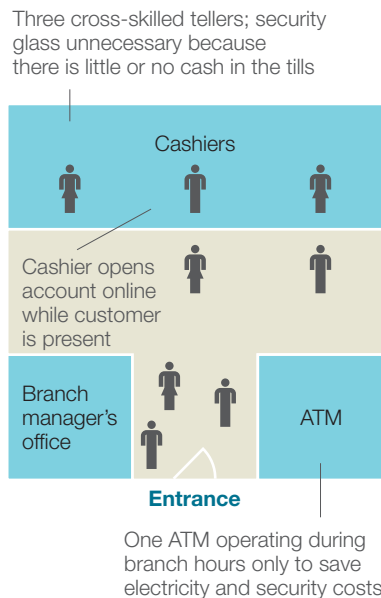 Three cross-skilled tellers; security
glass unnecessary because
there is little or no cash in the tills
Cashiers
Cashier opens
account online
while customer
is present
Branch
manager's
office
ATM
Entrance
One ATM operating during
branch hours only to save
electricity and security costs